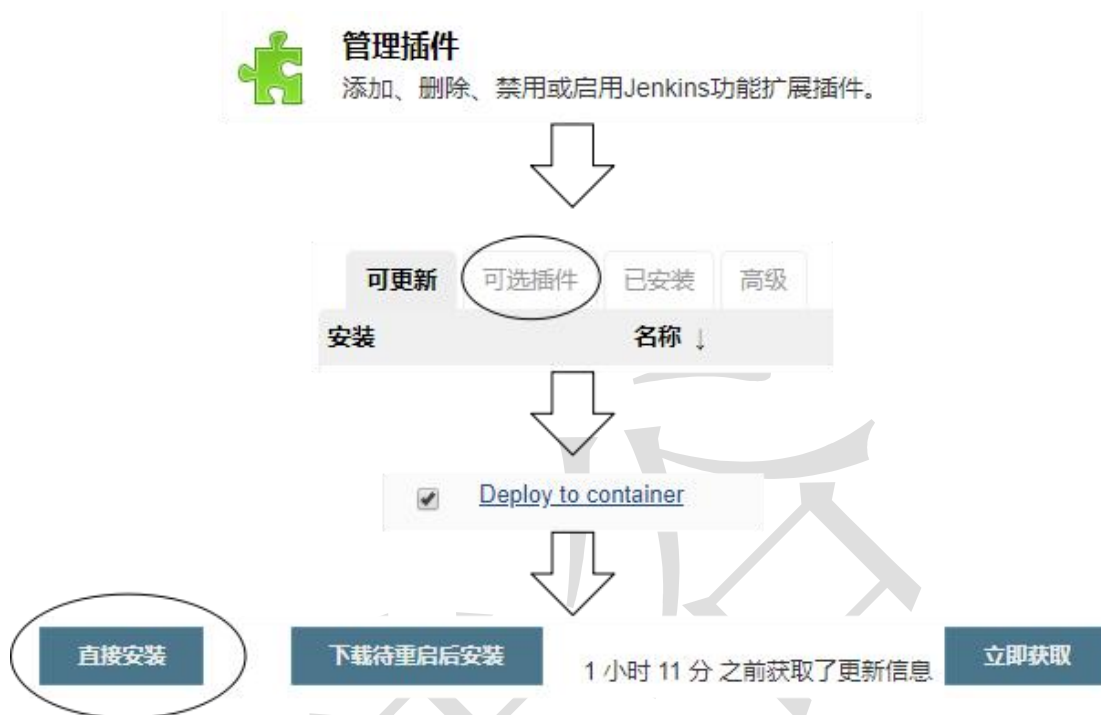 管理插件
添加、删除、禁用或启用Jenkins功能扩展插件。
可更新 可选插件 已安装 高级
安装 名称 ↓
Deploy to container
直接安装 下载待重启后安装 1 小时 11 分 之前获取了更新信息 立即获取